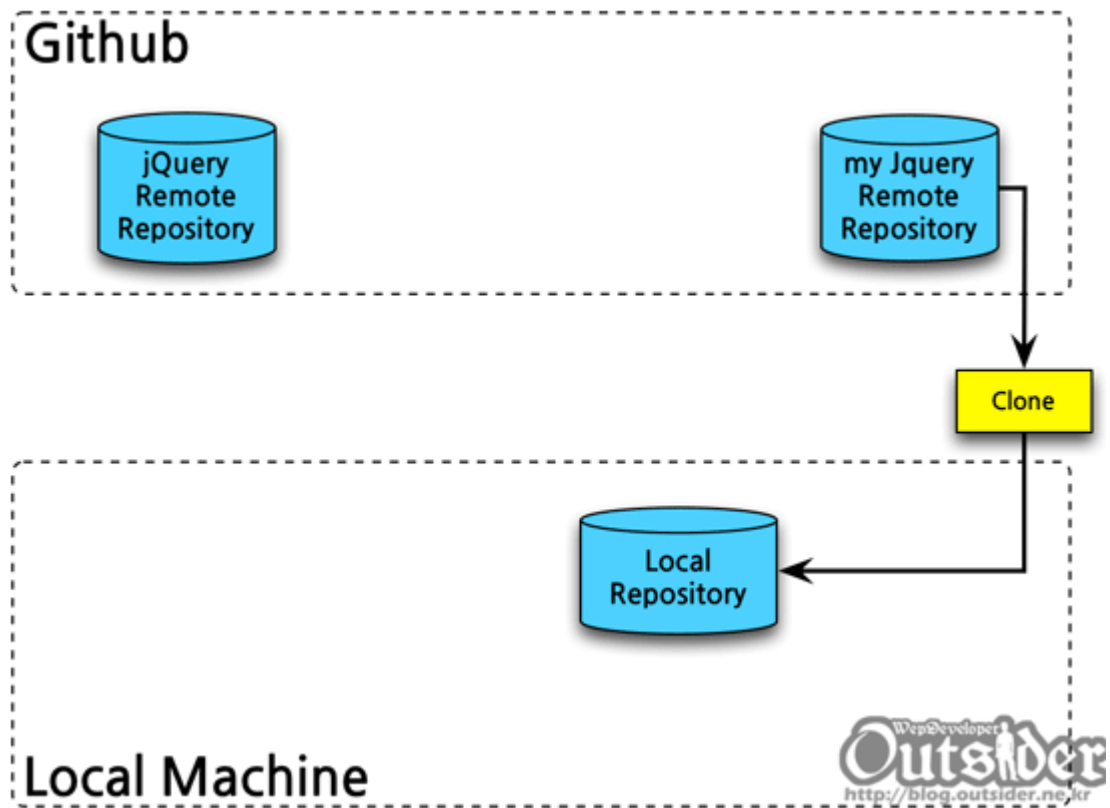 Github
jQuery
Remote
Repository
my Jquery
Remote
Repository
Clone
Local
Repository
Local Machine
WepDeveloper
Outsider
http://blog.outsider.ne.kr